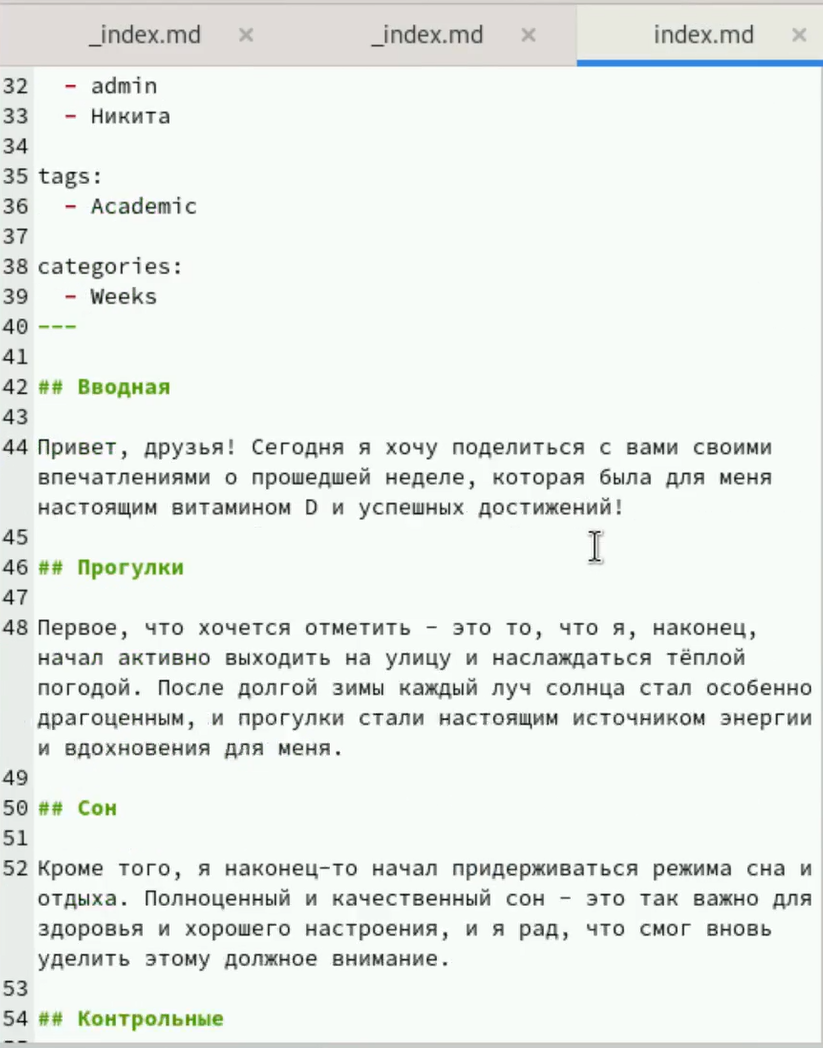 _index.md × _index.md × index.md ×
32 - admin
33 - Никита
34
35 tags:
36 - Academic
37
38 categories:
39 - Weeks
40 ---
41
42 ## Вводная
43
44 Привет, друзья! Сегодня я хочу поделиться с вами своими
впечатлениями о прошедшей неделе, которая была для меня
настоящим витамином D и успешных достижений!
45
46 ## Прогулки
47
48 Первое, что хочется отметить - это то, что я, наконец,
начал активно выходить на улицу и наслаждаться тёплой
погодой. После долгой зимы каждый луч солнца стал особенно
драгоценным, и прогулки стали настоящим источником энергии
и вдохновения для меня.
49
50 ## Сон
51
52 Кроме того, я наконец-то начал придерживаться режима сна и
отдыха. Полноценный и качественный сон - это так важно для
здоровья и хорошего настроения, и я рад, что смог вновь
уделить этому должное внимание.
53
54 ## Контрольные